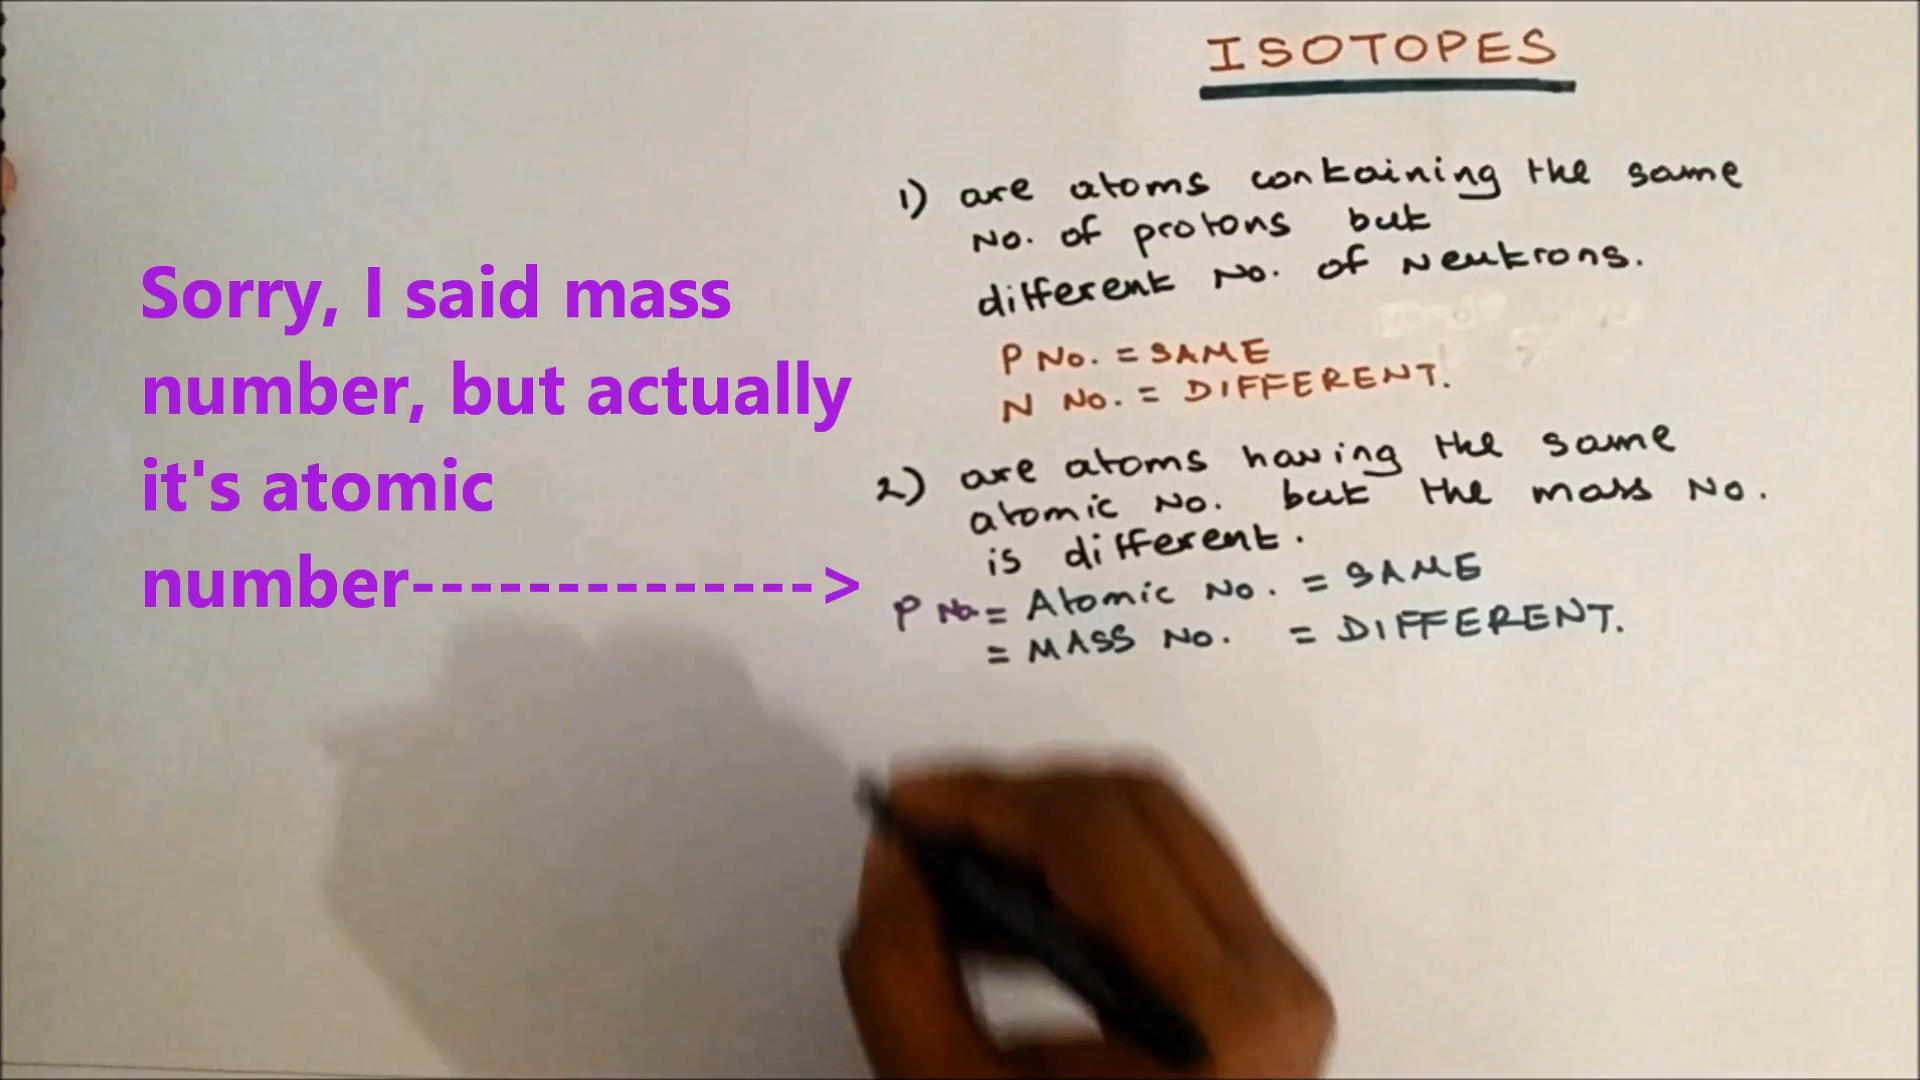 ISOTOPES
1) are atoms containing the same
No. of protons but
different No. of Neutrons.
P No. = SAME
N No. = DIFFERENT.
2) are atoms having the same
atomic No. but the mass No.
is different.
P No = Atomic No. = SAME
= MASS No. = DIFFERENT.
Sorry, I said mass
number, but actually
it's atomic
number-------------->